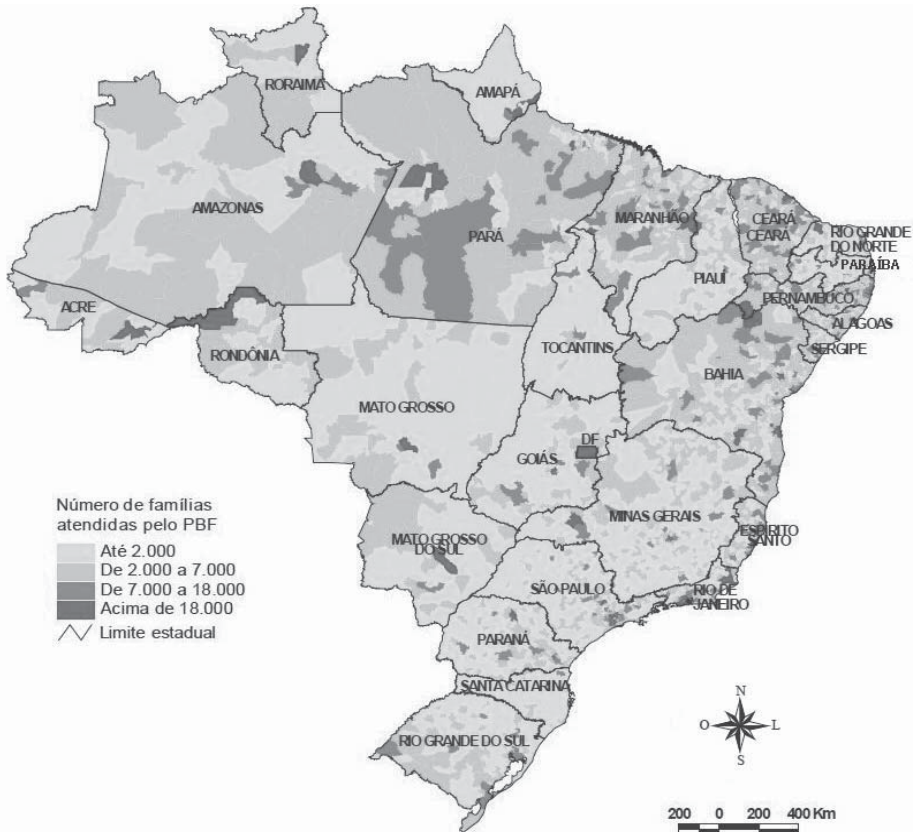 RORAIMA
AMAPÁ
AMAZONAS
PARÁ
MARANHÃO
CEARÁ
CEARÁ
RIO GRANDE
DO NORTE
PARAÍBA
PIAUÍ
PERNAMBUCO
ALAGOAS
SERGIPE
ACRE
RONDÔNIA
TOCANTINS
BAHIA
MATO GROSSO
DF
GOIÁS
MINAS GERAIS
ESPÍRITO
SANTO
MATO GROSSO
DO SUL
SÃO PAULO
RIO DE
JANEIRO
PARANÁ
SANTA CATARINA
RIO GRANDE DO SUL
Número de famílias
atendidas pelo PBF
Até 2.000
De 2.000 a 7.000
De 7.000 a 18.000
Acima de 18.000
Limite estadual
N
O L
S
200 0 200 400 Km